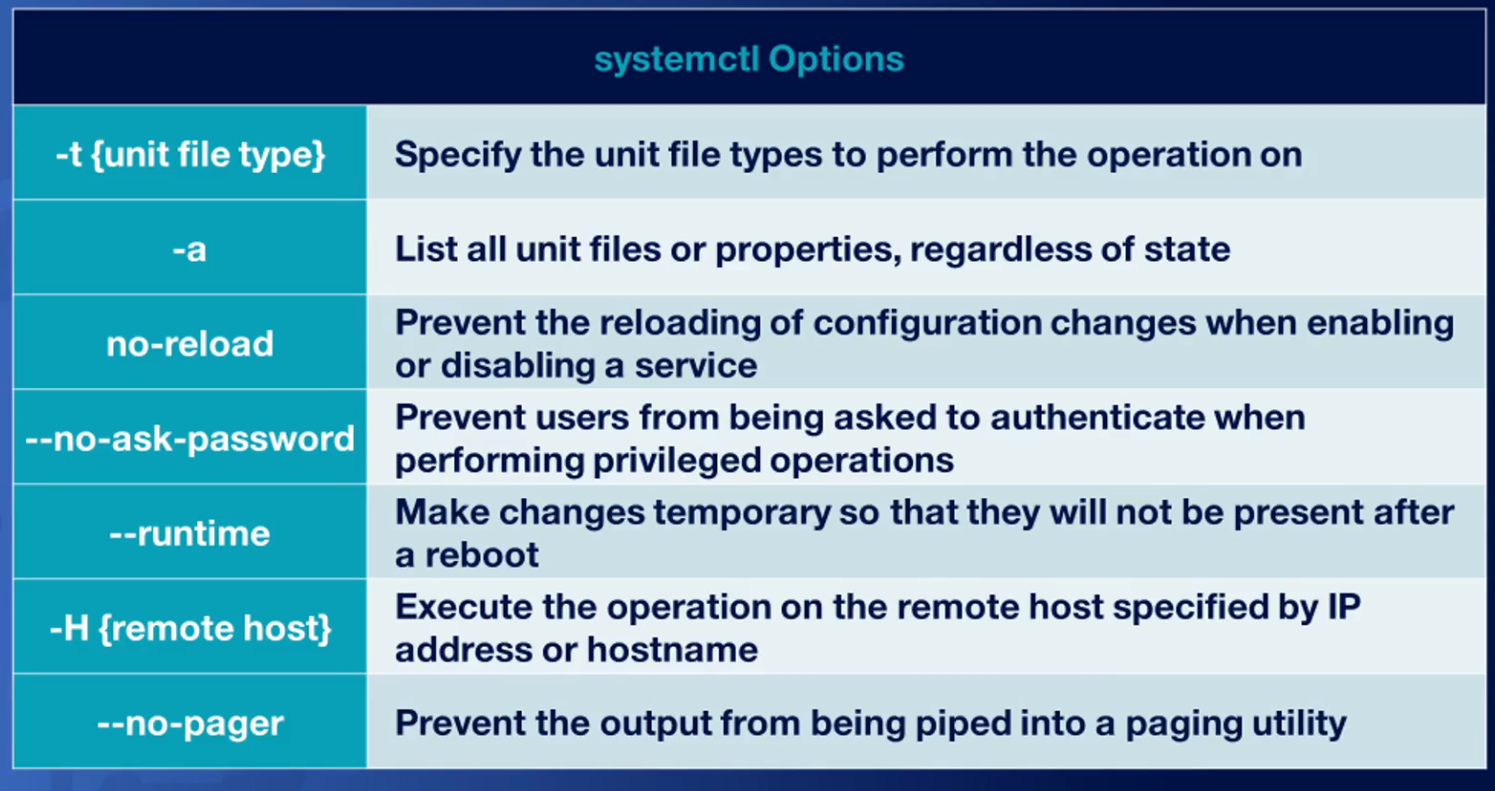 systemctl Options
-t {unit file type}
Specify the unit file types to perform the operation on
-a
List all unit files or properties, regardless of state
no-reload
Prevent the reloading of configuration changes when enabling
or disabling a service
--no-ask-password
Prevent users from being asked to authenticate when
performing privileged operations
--runtime
Make changes temporary so that they will not be present after
a reboot
-H {remote host}
Execute the operation on the remote host specified by IP
address or hostname
--no-pager
Prevent the output from being piped into a paging utility